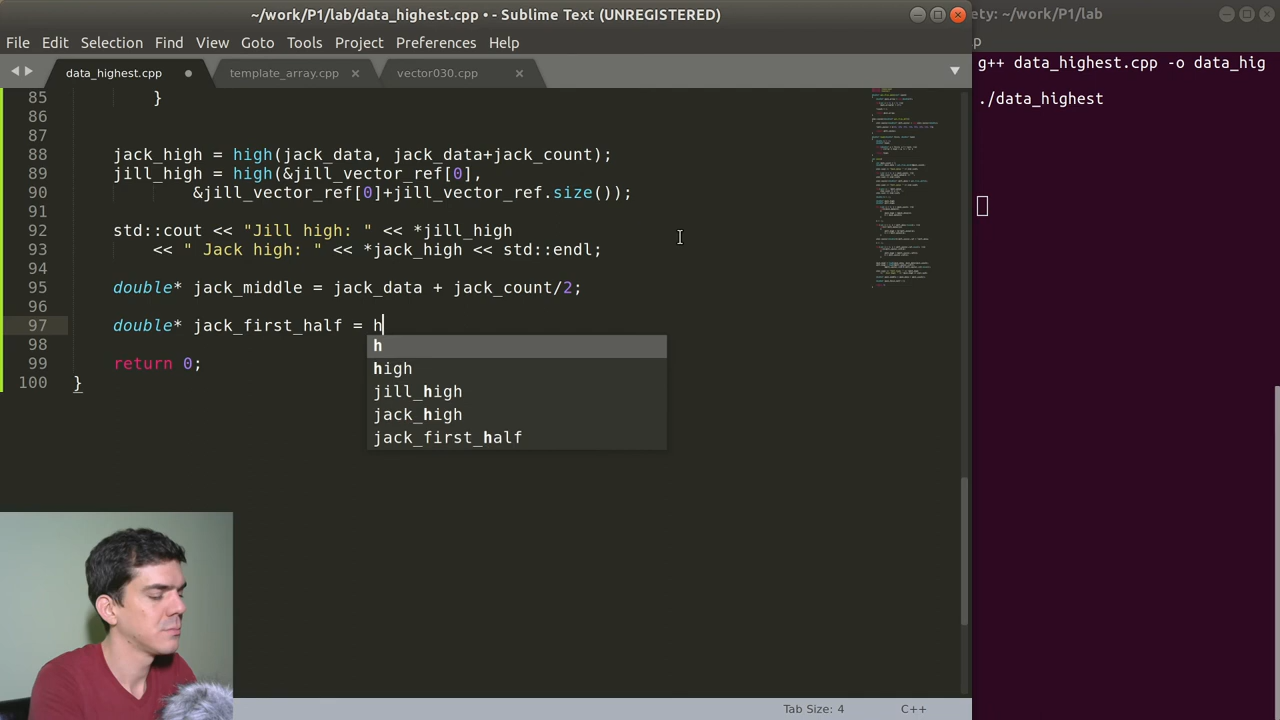 ~/work/P1/lab/data_highest.cpp • - Sublime Text (UNREGISTERED)
ety: ~/work/P1/lab
File Edit Selection Find View Goto Tools Project Preferences Help
p
data_highest.cpp
template_array.cpp
vector030.cpp
g++ data_highest.cpp -o data_hig
./data_highest
85 }
86
87
88 jack_high = high(jack_data, jack_data+jack_count);
89 jill_high = high(&jill_vector_ref[0],
90 &jill_vector_ref[0]+jill_vector_ref.size());
91
92 std::cout << "Jill high: " << *jill_high
93 << " Jack high: " << *jack_high << std::endl;
94
95 double* jack_middle = jack_data + jack_count/2;
96
97 double* jack_first_half = h
98
99 return 0;
100 }
h
high
jill_high
jack_high
jack_first_half
Tab Size: 4
C++